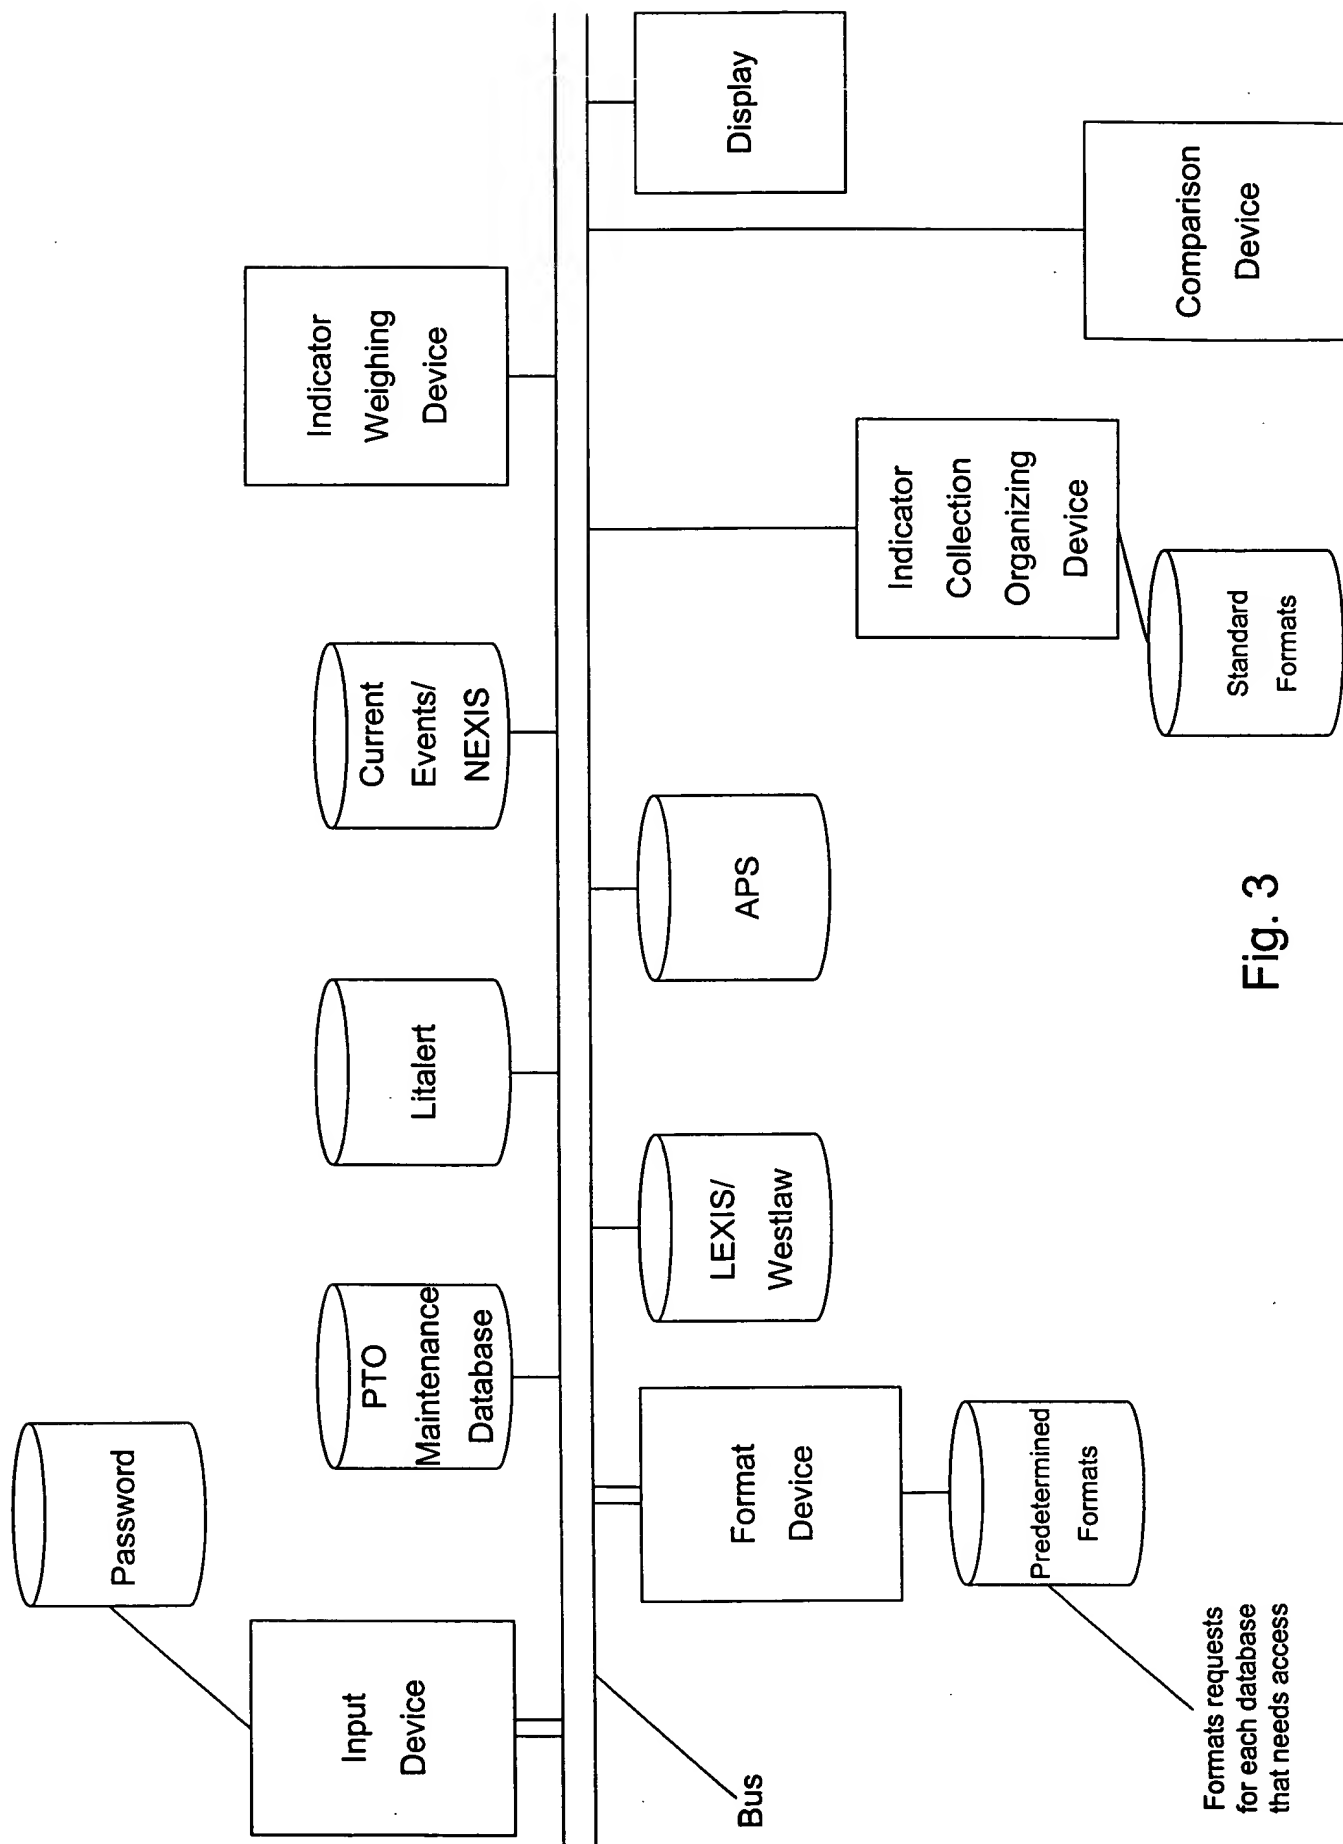 Password
Input
Device
PTO
Maintenance
Database
Litalert
Current
Events/
NEXIS
Indicator
Weighing
Device
Bus
Format
Device
LEXIS/
Westlaw
APS
Indicator
Collection
Organizing
Device
Display
Comparison
Device
Predetermined
Formats
Standard
Formats
Formats requests
for each database
that needs access
Fig. 3